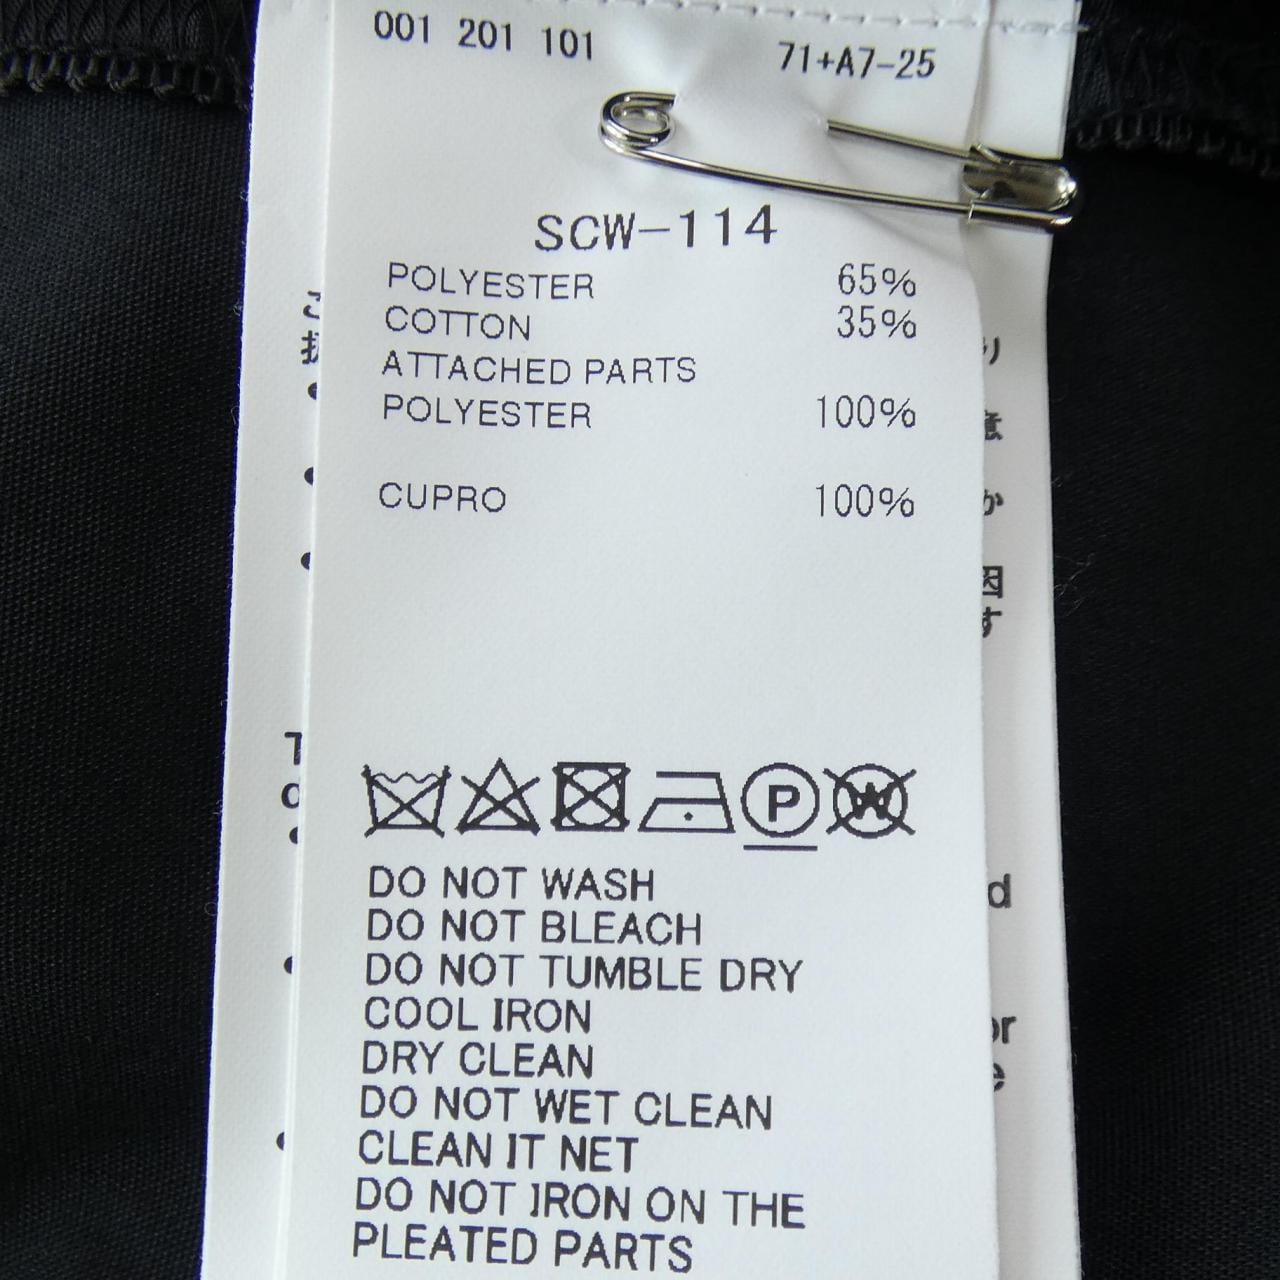 001 201 101
71+A7-25
SCW-114
POLYESTER 65%
COTTON 35%
ATTACHED PARTS
POLYESTER 100%
CUPRO 100%
P
W
DO NOT WASH
DO NOT BLEACH
DO NOT TUMBLE DRY
COOL IRON
DRY CLEAN
DO NOT WET CLEAN
CLEAN IT NET
DO NOT IRON ON THE
PLEATED PARTS